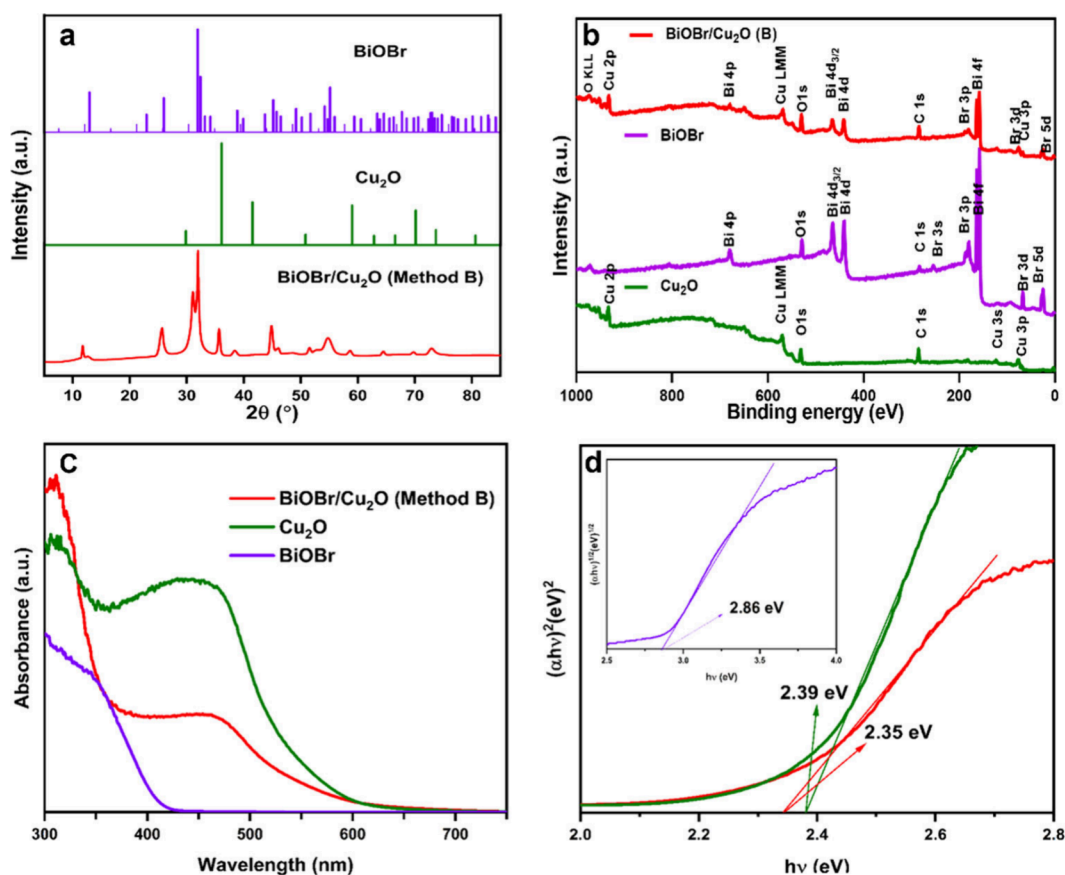 a
BiOBr
Cu₂O
BiOBr/Cu₂O (Method B)
Intensity (a.u.)
10 20 30 40 50 60 70 80
2θ (°)
b
BiOBr/Cu₂O (B)
O KLL
Cu 2p
Bi 4p
Cu LMM
O1s
Bi 4d₃/₂
Bi 4d
C 1s
Br 3p
Bi 4f
Br 3d
Cu 3p
Br 5d
BiOBr
Bi 4p
O1s
Bi 4d₃/₂
Bi 4d
C 1s
Br 3s
Br 3p
Bi 4f
Br 3d
Br 5d
Cu₂O
Cu 2p
Cu LMM
O1s
C 1s
Cu 3s
Cu 3p
Intensity (a.u.)
1000 800 600 400 200 0
Binding energy (eV)
C
BiOBr/Cu₂O (Method B)
Cu₂O
BiOBr
Absorbance (a.u.)
300 400 500 600 700
Wavelength (nm)
d
(αhν)¹/²(eV)¹/²
2.86 eV
2.5 3.0 3.5 4.0
hν (eV)
2.39 eV
2.35 eV
(αhν)²(eV)²
2.0 2.2 2.4 2.6 2.8
hν (eV)